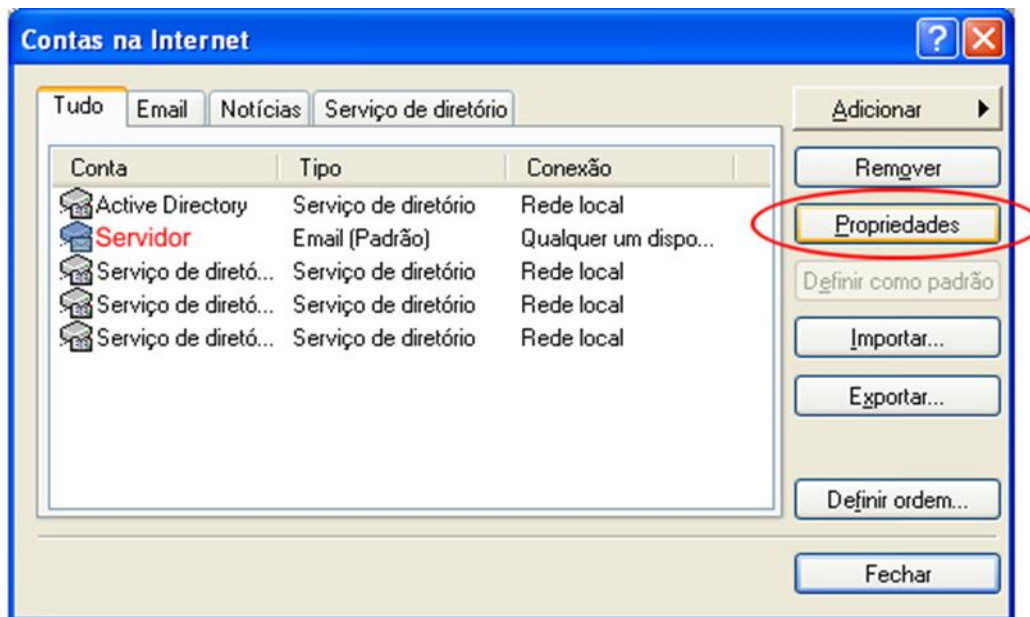 Contas na Internet
Tudo Email Notícias Serviço de diretório
Conta Tipo Conexão
Active Directory Serviço de diretório Rede local
Servidor Email (Padrão) Qualquer um dispo...
Serviço de diretó... Serviço de diretório Rede local
Serviço de diretó... Serviço de diretório Rede local
Serviço de diretó... Serviço de diretório Rede local
Adicionar
Remover
Propriedades
Definir como padrão
Importar...
Exportar...
Definir ordem...
Fechar